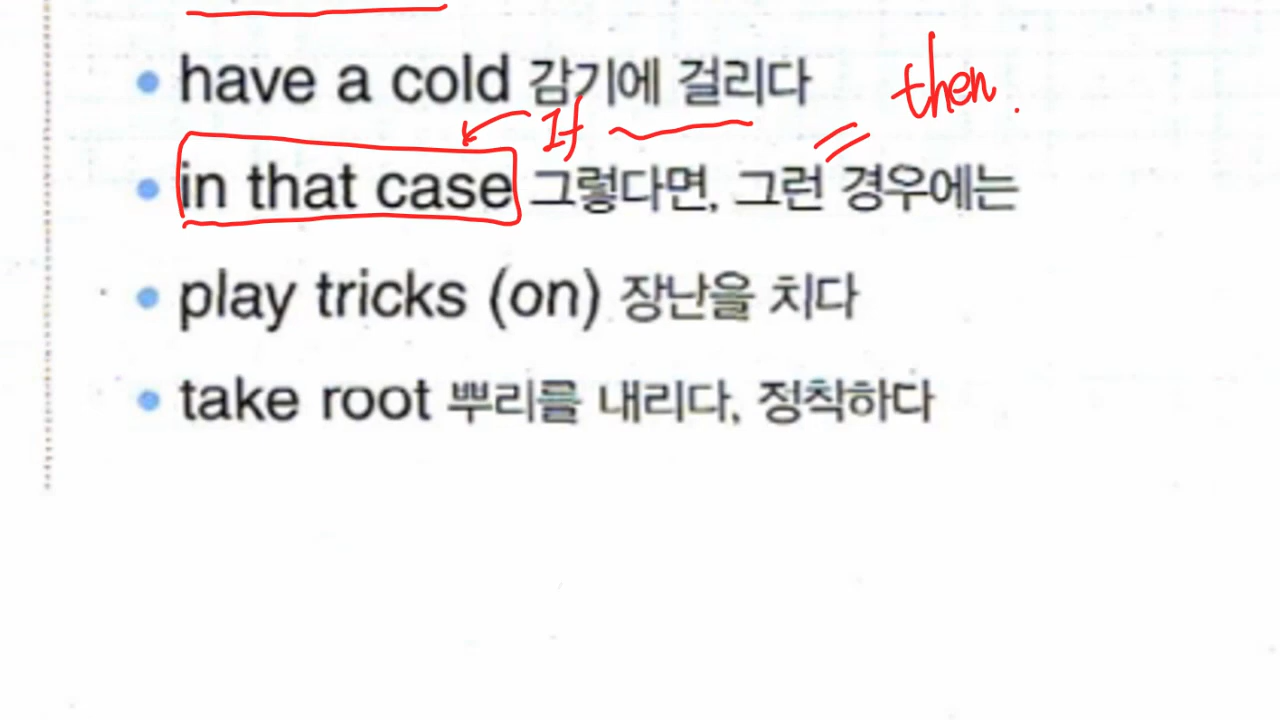 have a cold 감기에 걸리다 then.
If
in that case 그렇다면, 그런 경우에는
play tricks (on) 장난을 치다
take root 뿌리를 내리다, 정착하다